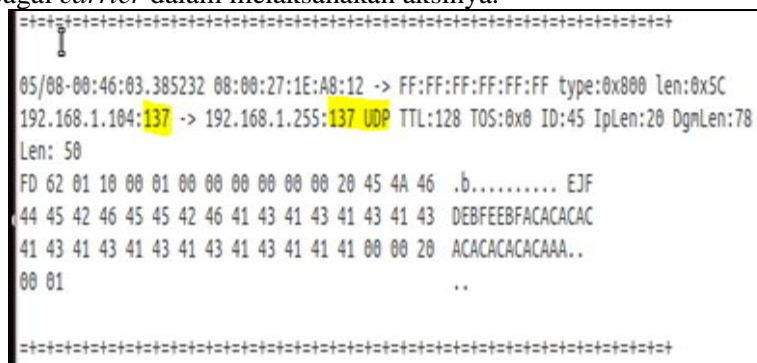 bagai carrier dalam melaksanakan aksinya.
=+=+=+=+=+=+=+=+=+=+=+=+=+=+=+=+=+=+=+=+=+=+=+=+=+=+=+=+=+=+=+=+=+=+=+=+=+
05/08-00:46:03.385232 08:00:27:1E:A8:12 -> FF:FF:FF:FF:FF:FF type:0x800 len:0x5C
192.168.1.104:137 -> 192.168.1.255:137 UDP TTL:128 TOS:0x0 ID:45 IpLen:20 DgmLen:78
Len: 50
FD 62 01 10 00 01 00 00 00 00 00 00 20 45 4A 46 .b.......... EJF
44 45 42 46 45 45 42 46 41 43 41 43 41 43 41 43 DEBFEEBFACACACAC
41 43 41 43 41 43 41 43 41 43 41 41 41 00 00 20 ACACACACACAAA..
00 01 ..
=+=+=+=+=+=+=+=+=+=+=+=+=+=+=+=+=+=+=+=+=+=+=+=+=+=+=+=+=+=+=+=+=+=+=+=+=+